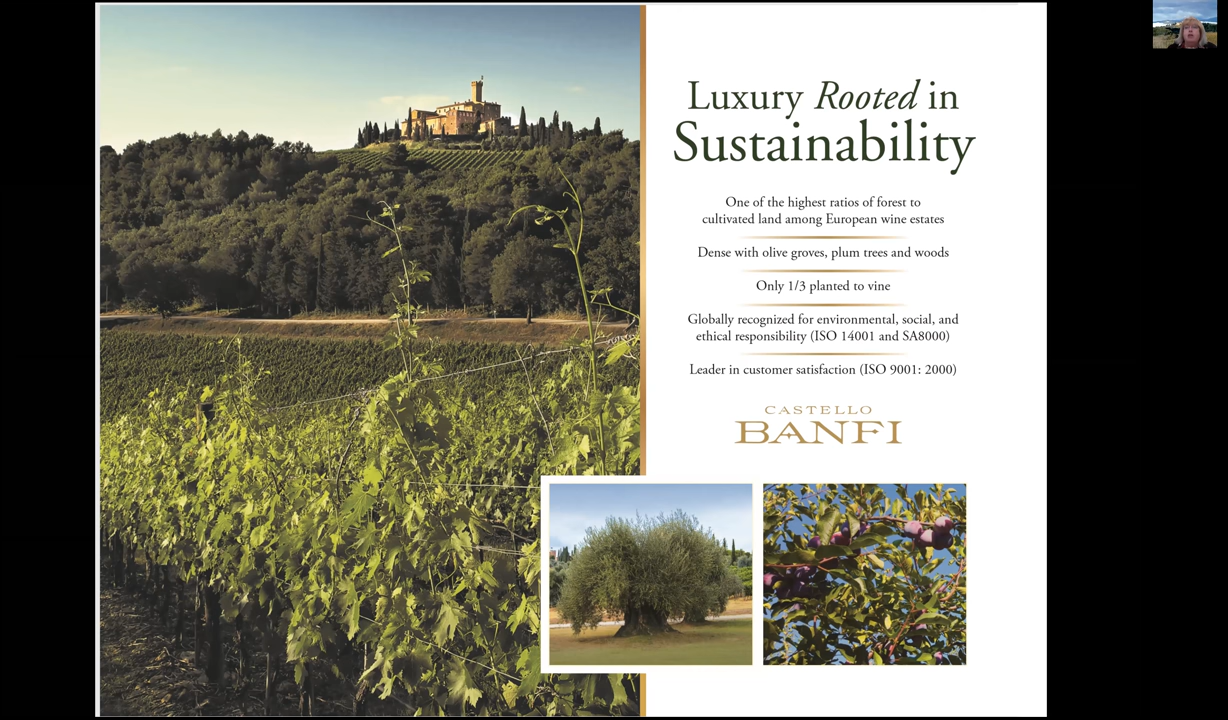 Luxury Rooted in
Sustainability
One of the highest ratios of forest to
cultivated land among European wine estates
Dense with olive groves, plum trees and woods
Only 1/3 planted to vine
Globally recognized for environmental, social, and
ethical responsibility (ISO 14001 and SA8000)
Leader in customer satisfaction (ISO 9001: 2000)
CASTELLO
BANFI